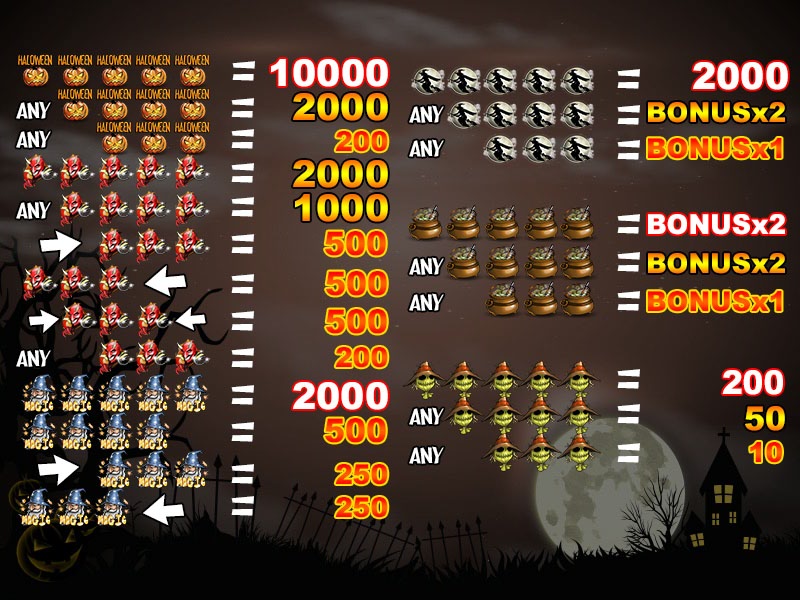 HALOWEEN HALOWEEN HALOWEEN HALOWEEN HALOWEEN = 10000
ANY HALOWEEN HALOWEEN HALOWEEN HALOWEEN = 2000
ANY HALOWEEN HALOWEEN HALOWEEN = 200
= 2000
ANY = 1000
= 500
= 500
= 500
ANY = 200
MAGIC MAGIC MAGIC MAGIC MAGIC = 2000
MAGIC MAGIC MAGIC MAGIC = 500
MAGIC MAGIC MAGIC = 250
MAGIC MAGIC MAGIC = 250
= 2000
ANY = BONUSx2
ANY = BONUSx1
= BONUSx2
ANY = BONUSx2
ANY = BONUSx1
= 200
ANY = 50
ANY = 10